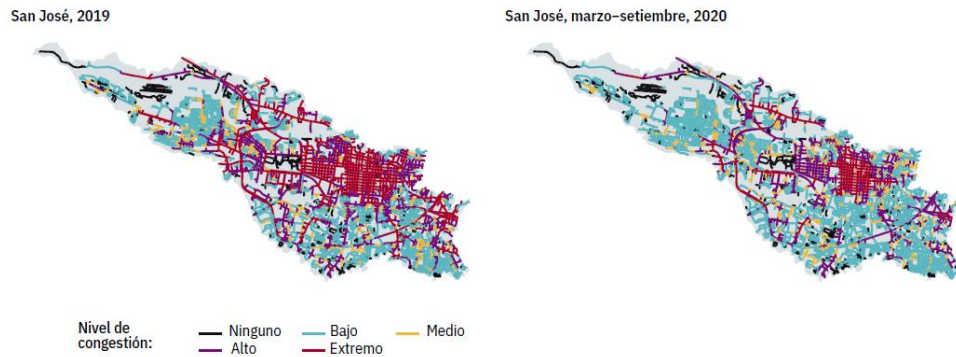 San José, 2019
San José, marzo–setiembre, 2020
Nivel de
congestión:
Ninguno
Bajo
Medio
Alto
Extremo